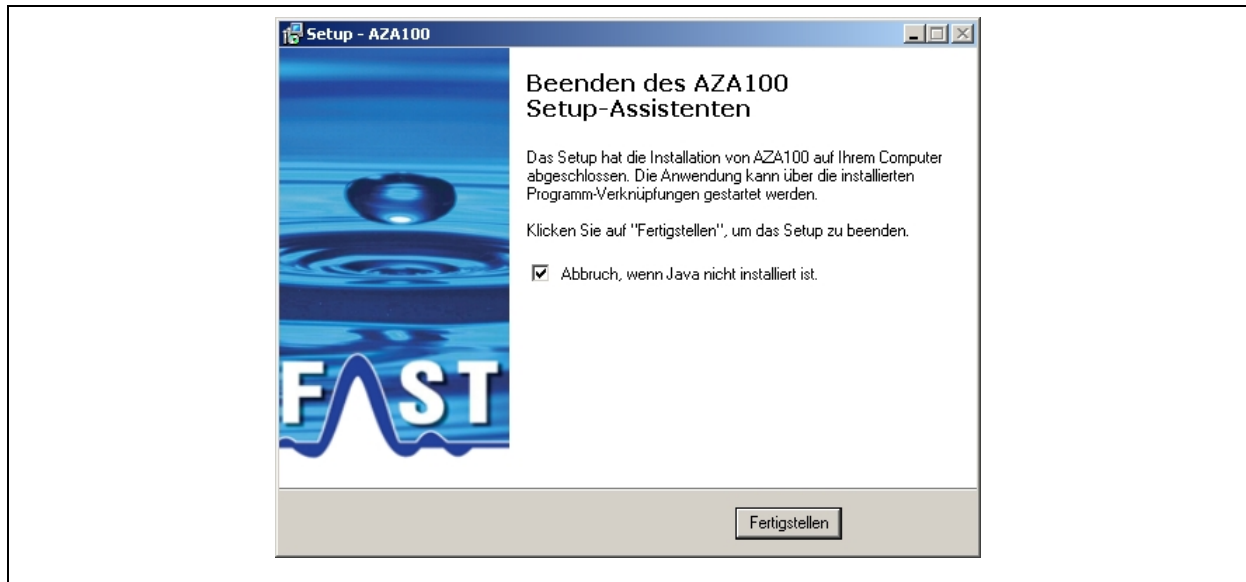 Setup - AZA100
Beenden des AZA100
Setup-Assistenten
Das Setup hat die Installation von AZA100 auf Ihrem Computer
abgeschlossen. Die Anwendung kann über die installierten
Programm-Verknüpfungen gestartet werden.
Klicken Sie auf "Fertigstellen", um das Setup zu beenden.
Abbruch, wenn Java nicht installiert ist.
FAST
Fertigstellen